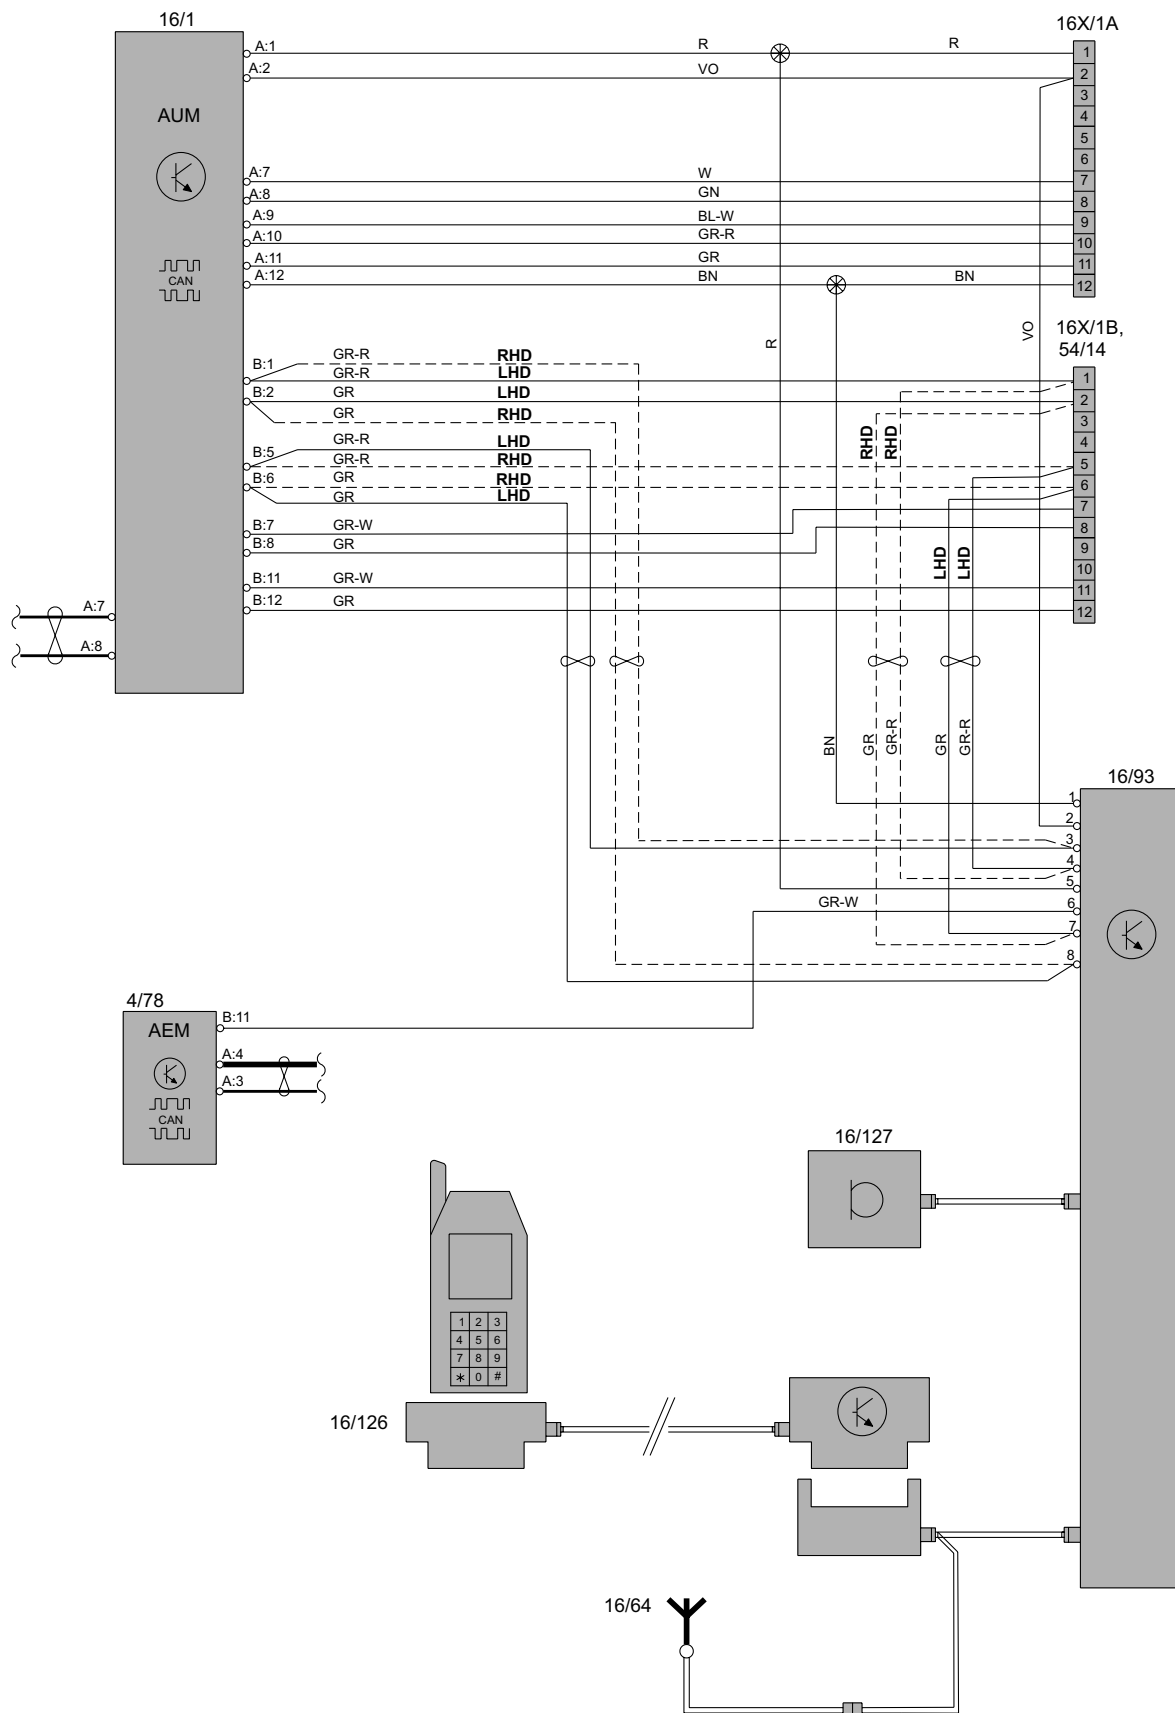 16/1
16X/1A
A:1 R R 1
A:2 VO 2
3
AUM 4
5
6
A:7 W 7
A:8 GN 8
A:9 BL-W 9
A:10 GR-R 10
A:11 GR 11
A:12 BN BN 12
CAN
R
VO
16X/1B,
54/14
B:1 GR-R RHD
GR-R LHD 1
B:2 GR LHD 2
GR RHD 3
RHD RHD
B:5 GR-R LHD 4
GR-R RHD 5
B:6 GR RHD 6
GR LHD
B:7 GR-W 7
B:8 GR 8
9
LHD LHD
10
B:11 GR-W 11
B:12 GR 12
A:7
A:8
BN GR GR-R GR GR-R
16/93
1
2
3
4
5
GR-W 6
7
8
4/78
B:11
AEM
A:4
A:3
CAN
16/127
1 2 3
4 5 6
7 8 9
* 0 #
16/126
16/64